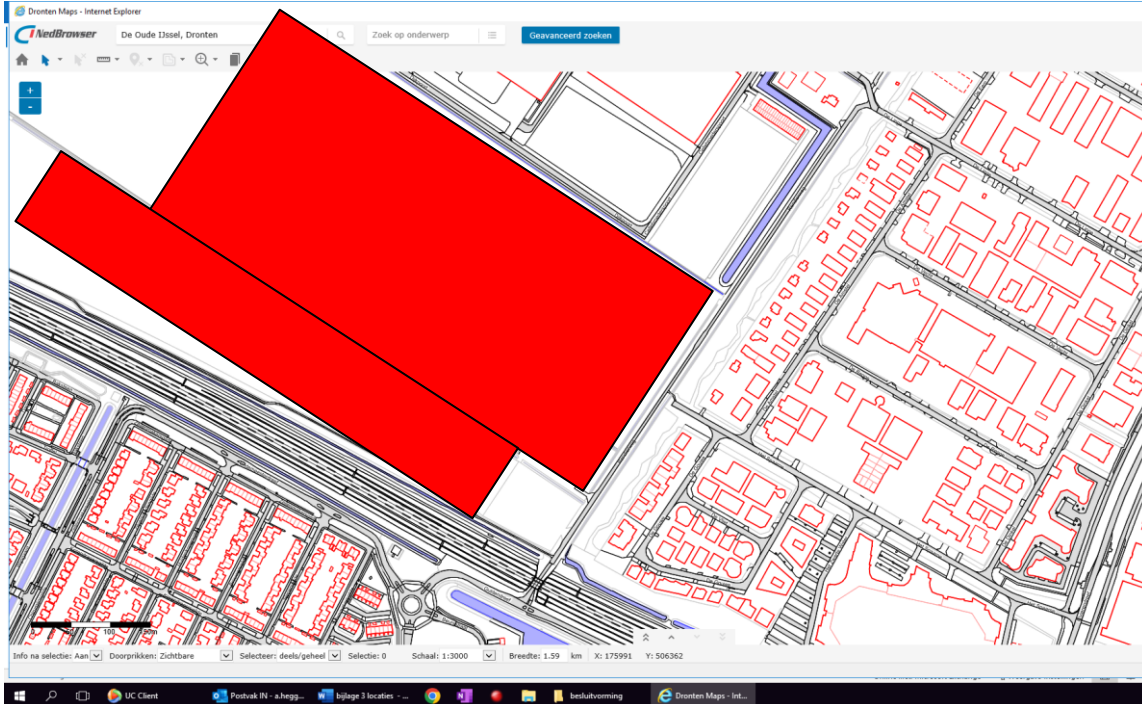 Dronten Maps - Internet Explorer
NedBrowser
De Oude IJssel, Dronten
Zoek op onderwerp
Geavanceerd zoeken
+
-
100
Info na selectie: Aan
Doorprikken: Zichtbare
Selecteer: deels/geheel
Selectie: 0
Schaal: 1:3000
Breedte: 1.59 km
X: 175991 Y: 506362
UC Client
Postvak IN - a.hegg...
bijlage 3 locaties - ...
besluitvorming
Dronten Maps - Int...